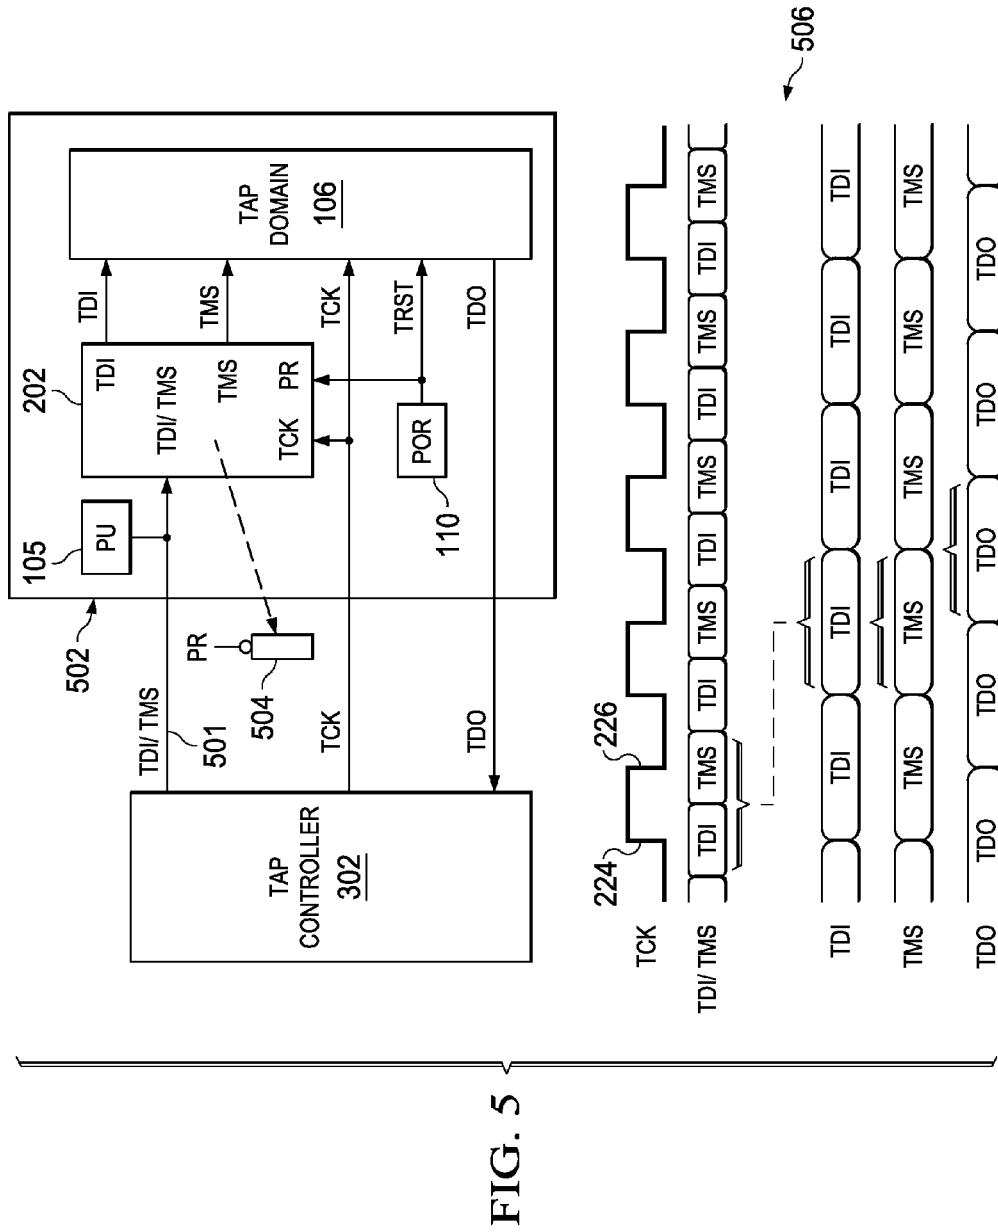 502
105
PU
202
TDI
TDI/ TMS
TMS
TCK
PR
TDI
TMS
TCK
TRST
TDO
TAP
DOMAIN
106
POR
110
TAP
CONTROLLER
302
TDI/ TMS
501
PR
504
TCK
TDO
506
TCK
224
226
TDI/ TMS
TDI
TMS
TDI
TMS
TDI
TMS
TDI
TMS
TDI
TMS
TDI
TDI
TDI
TDI
TDI
TDI
TMS
TMS
TMS
TMS
TMS
TMS
TDO
TDO
TDO
TDO
TDO
TDO
FIG. 5